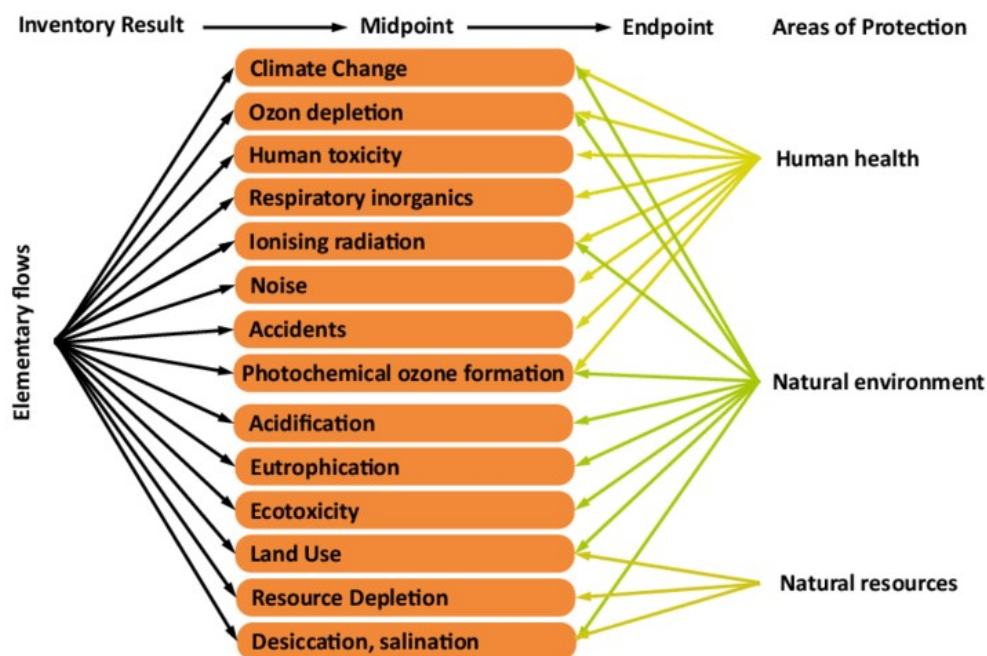 Inventory Result
Midpoint
Endpoint
Areas of Protection
Climate Change
Ozon depletion
Human toxicity
Human health
Respiratory inorganics
Ionising radiation
Noise
Accidents
Elementary flows
Photochemical ozone formation
Natural environment
Acidification
Eutrophication
Ecotoxicity
Land Use
Natural resources
Resource Depletion
Desiccation, salination